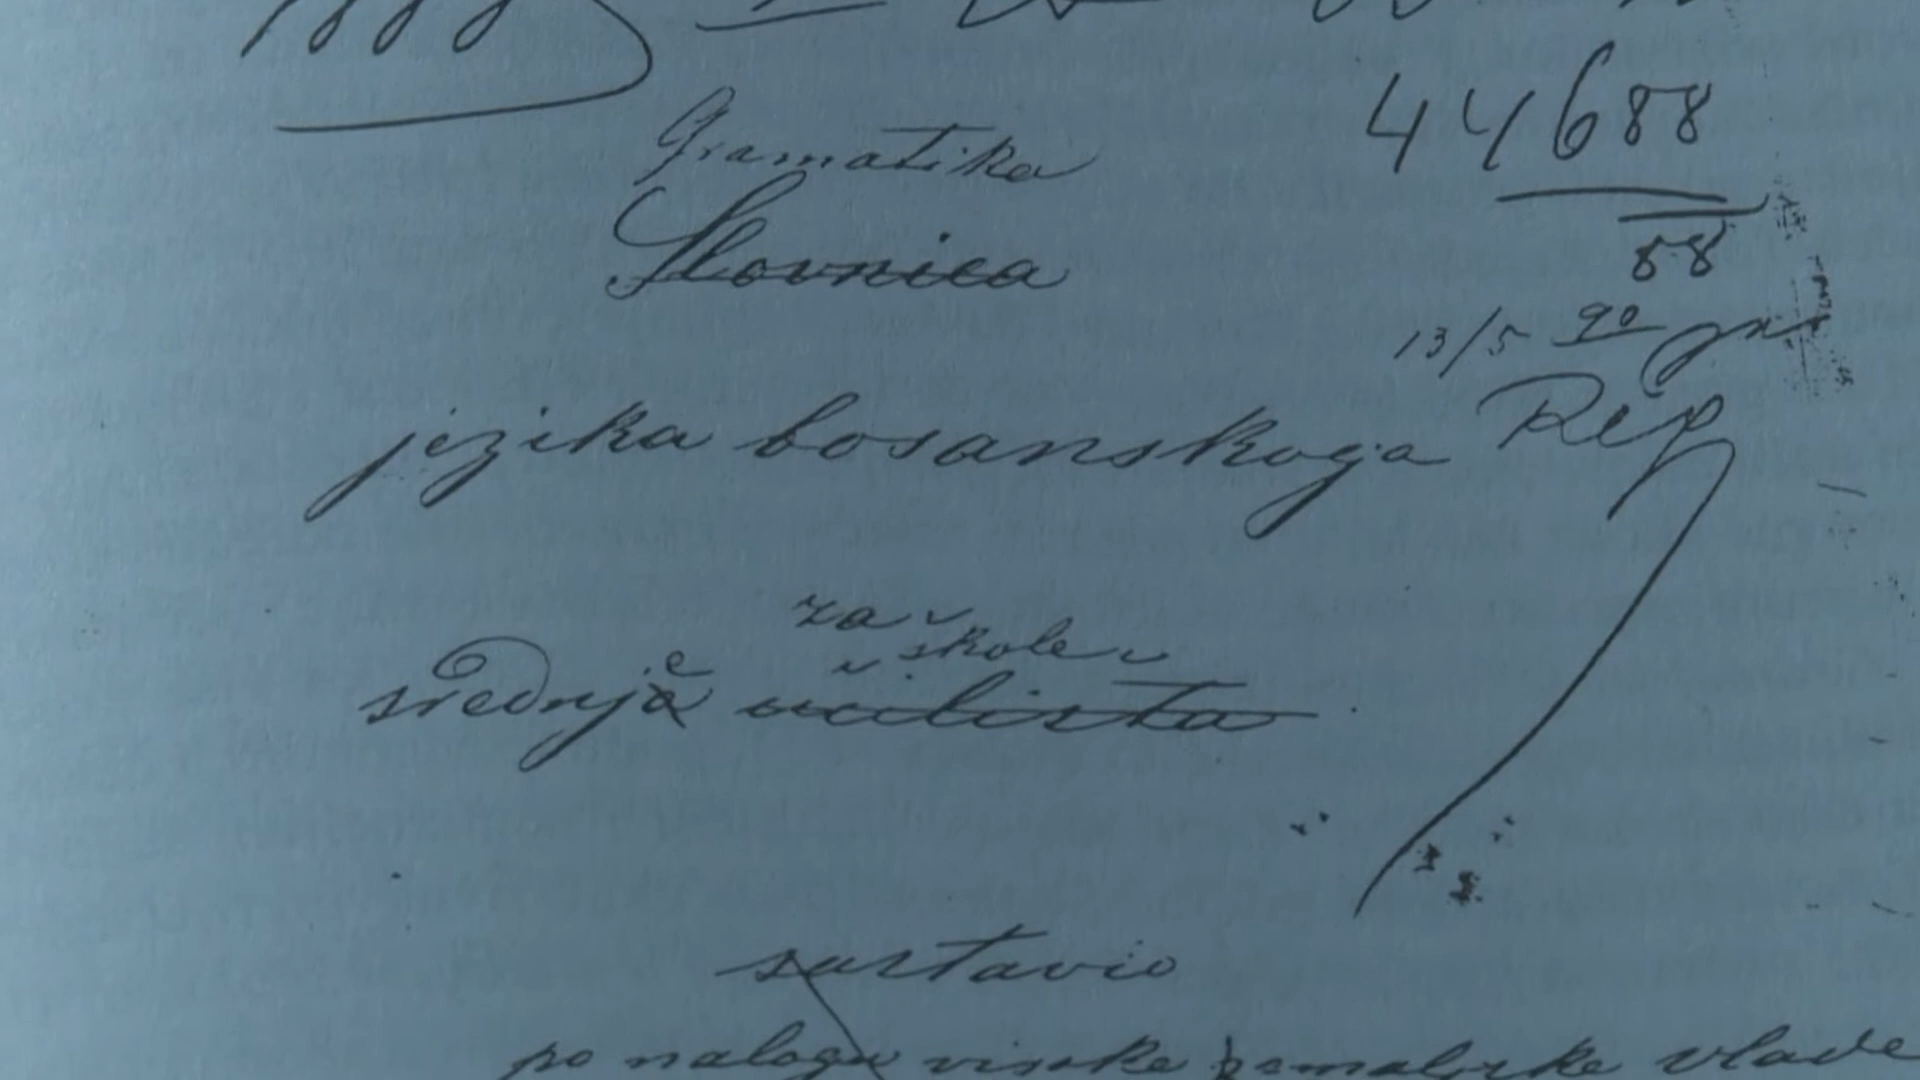 Gramatika
44688
Slovnica
88
13/5 90
jezika bosanskoga
za škole
srednje učilišta
sastavio
po nalogu visoke zemaljske vlade